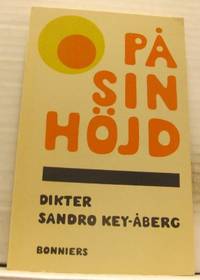 PÅ
SIN
HÖJD
DIKTER
SANDRO KEY-ÅBERG
BONNIERS